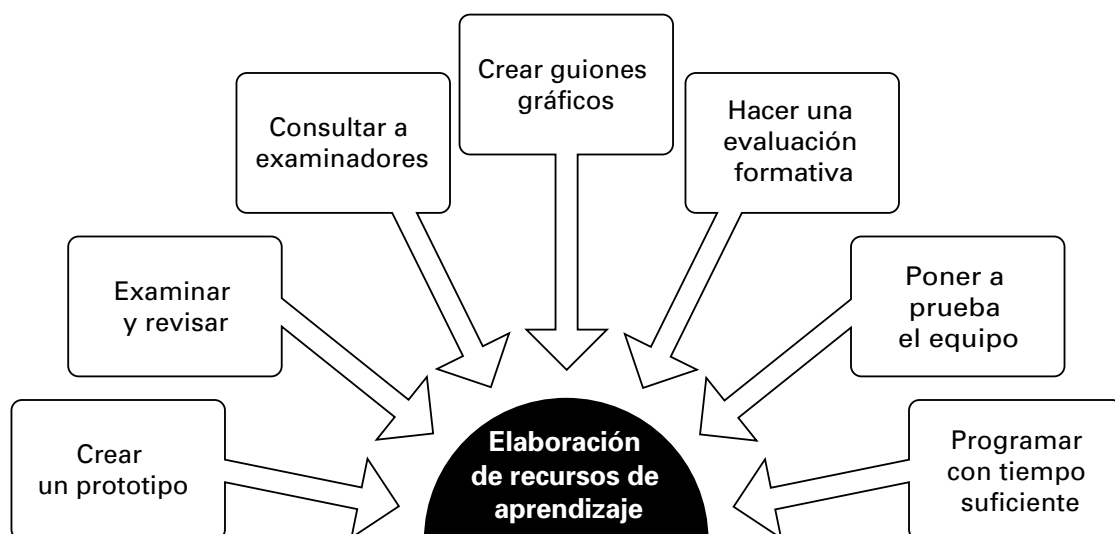 Crear guiones
gráficos
Consultar a
examinadores
Hacer una
evaluación
formativa
Examinar
y revisar
Poner a
prueba
el equipo
Crear
un prototipo
Elaboración
de recursos de
aprendizaje
Programar
con tiempo
suficiente